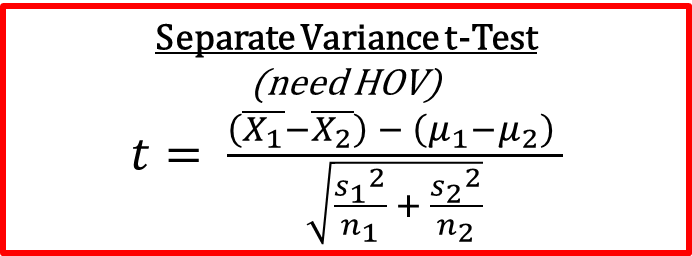 Separate Variance t-Test
(need HOV)
t = (X̅₁−X̅₂) − (μ₁−μ₂) / √(s₁²/n₁ + s₂²/n₂)